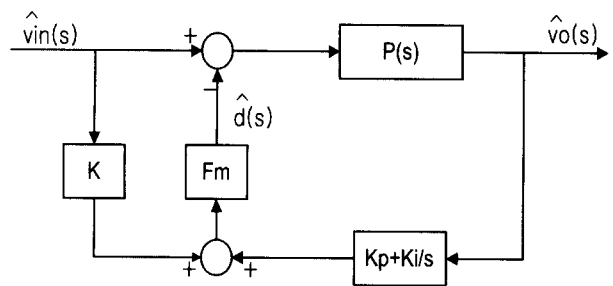 ^vin(s)
+
P(s)
^vo(s)
−
^d(s)
K
Fm
+
+
Kp+Ki/s